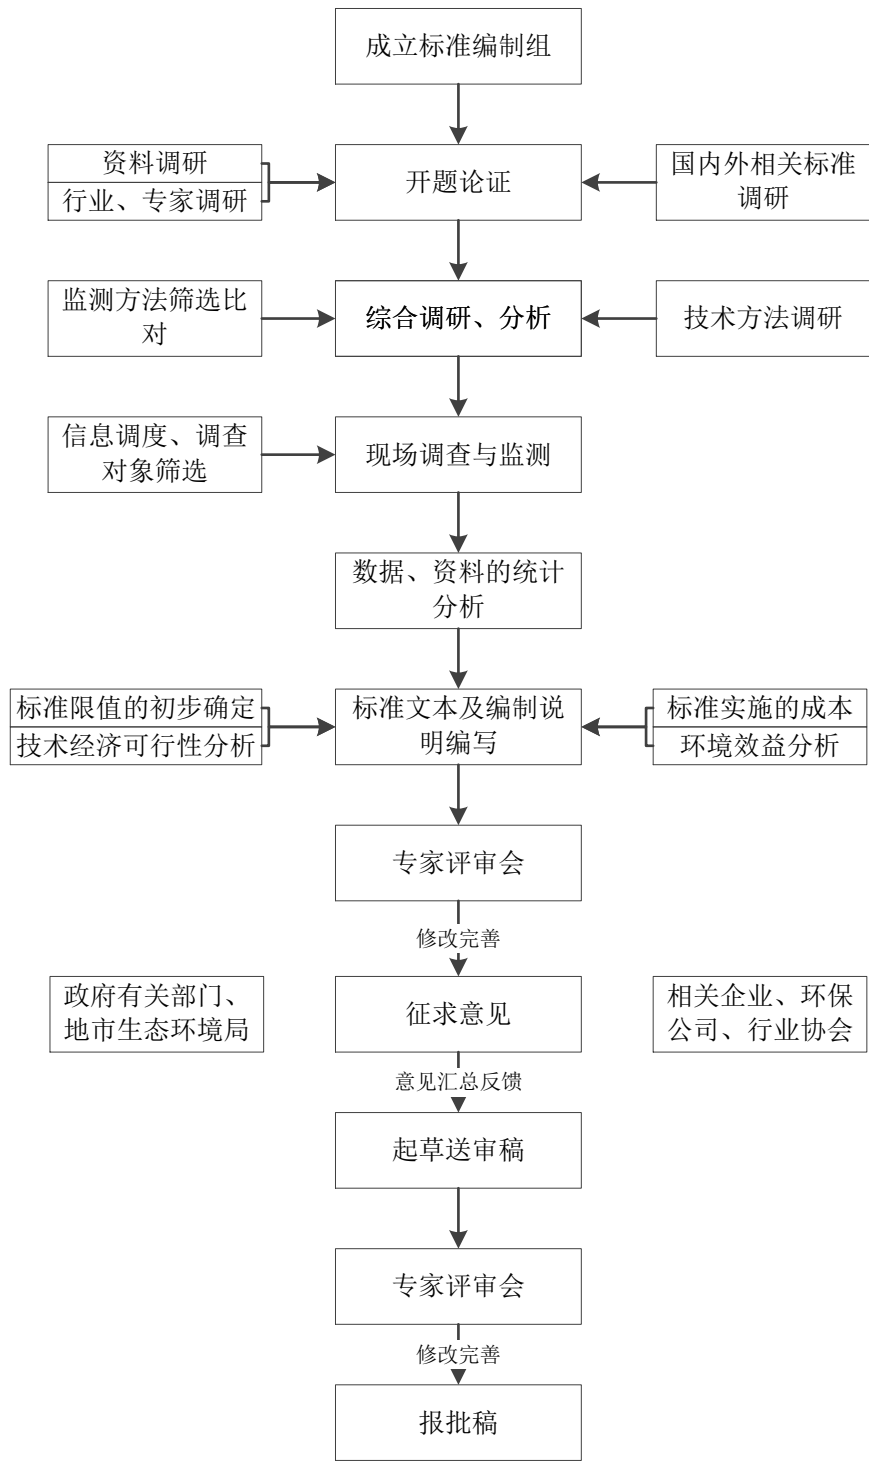 成立标准编制组
资料调研
行业、专家调研
开题论证
国内外相关标准
调研
监测方法筛选比
对
综合调研、分析
技术方法调研
信息调度、调查
对象筛选
现场调查与监测
数据、资料的统计
分析
标准限值的初步确定
技术经济可行性分析
标准文本及编制说
明编写
标准实施的成本
环境效益分析
专家评审会
修改完善
政府有关部门、
地市生态环境局
征求意见
相关企业、环保
公司、行业协会
意见汇总反馈
起草送审稿
专家评审会
修改完善
报批稿